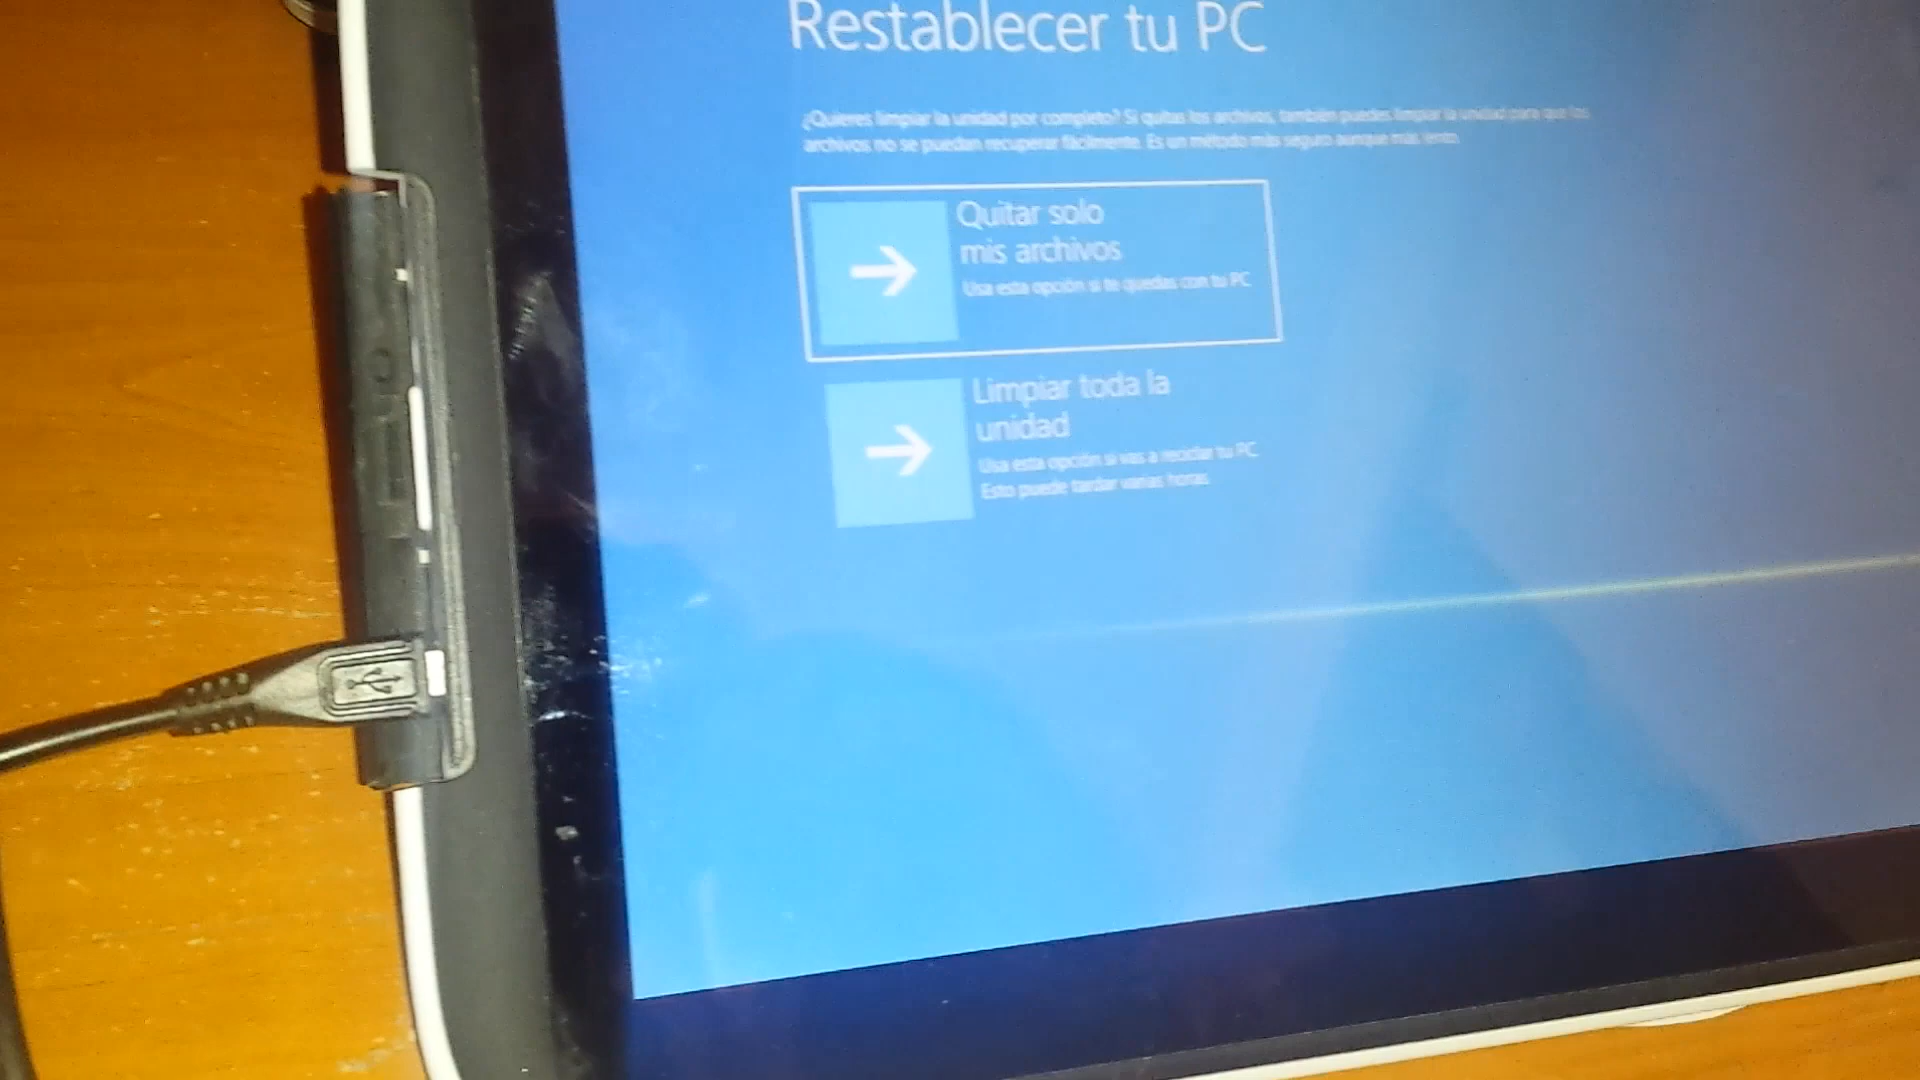 Restablecer tu PC
¿Quieres limpiar la unidad por completo? Si quitas los archivos, también puedes limpiar la unidad para que los
archivos no se puedan recuperar fácilmente. Es un método más seguro aunque más lento.
Quitar solo
mis archivos
Usa esta opción si te quedas con tu PC
Limpiar toda la
unidad
Usa esta opción si vas a reciclar tu PC
Esto puede tardar varias horas